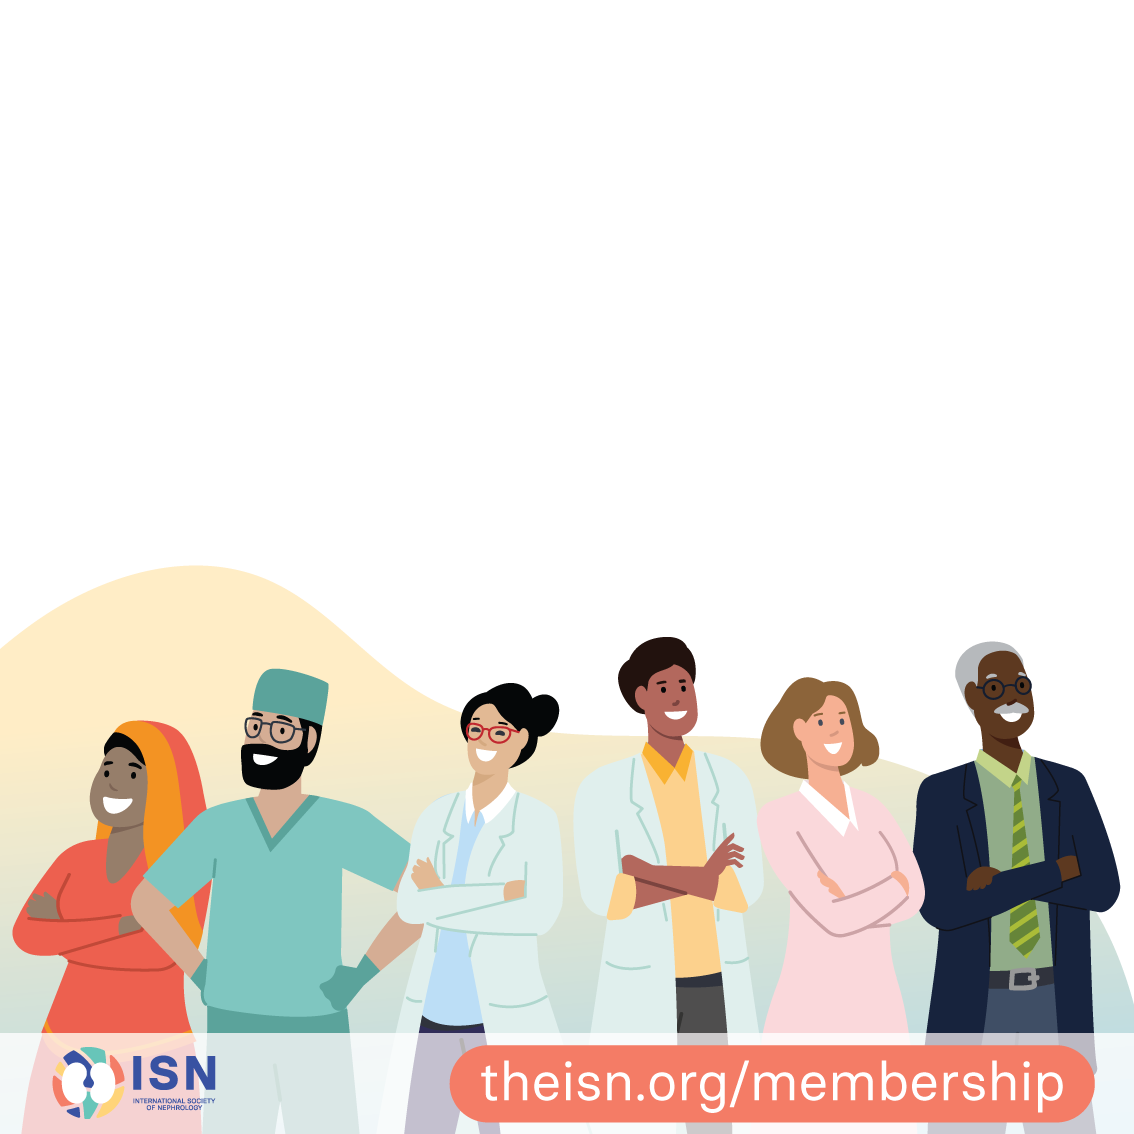 ISN
INTERNATIONAL SOCIETY
OF NEPHROLOGY
theisn.org/membership